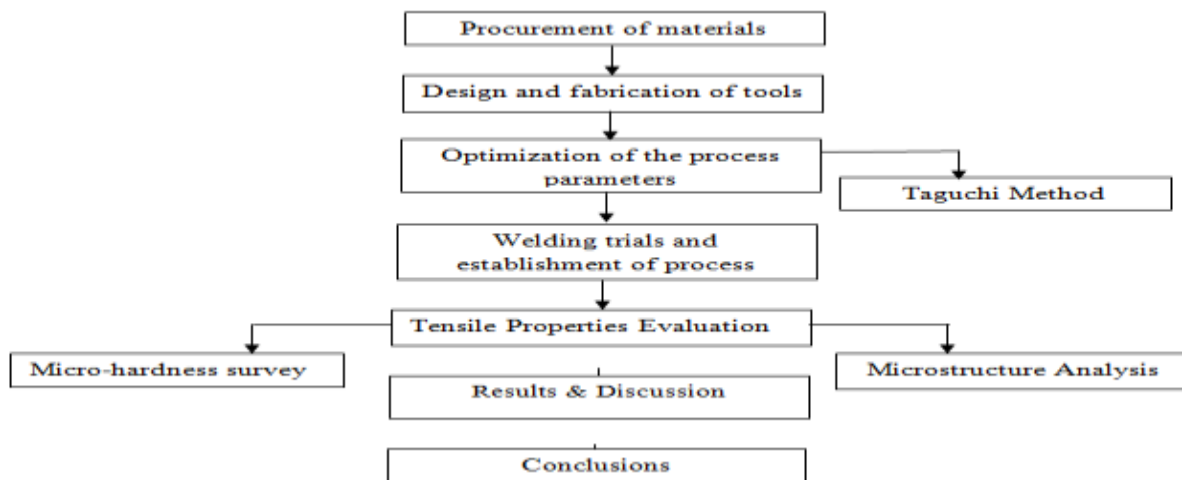 Procurement of materials
Design and fabrication of tools
Optimization of the process
parameters
Taguchi Method
Welding trials and
establishment of process
Tensile Properties Evaluation
Micro-hardness survey
Microstructure Analysis
Results & Discussion
Conclusions